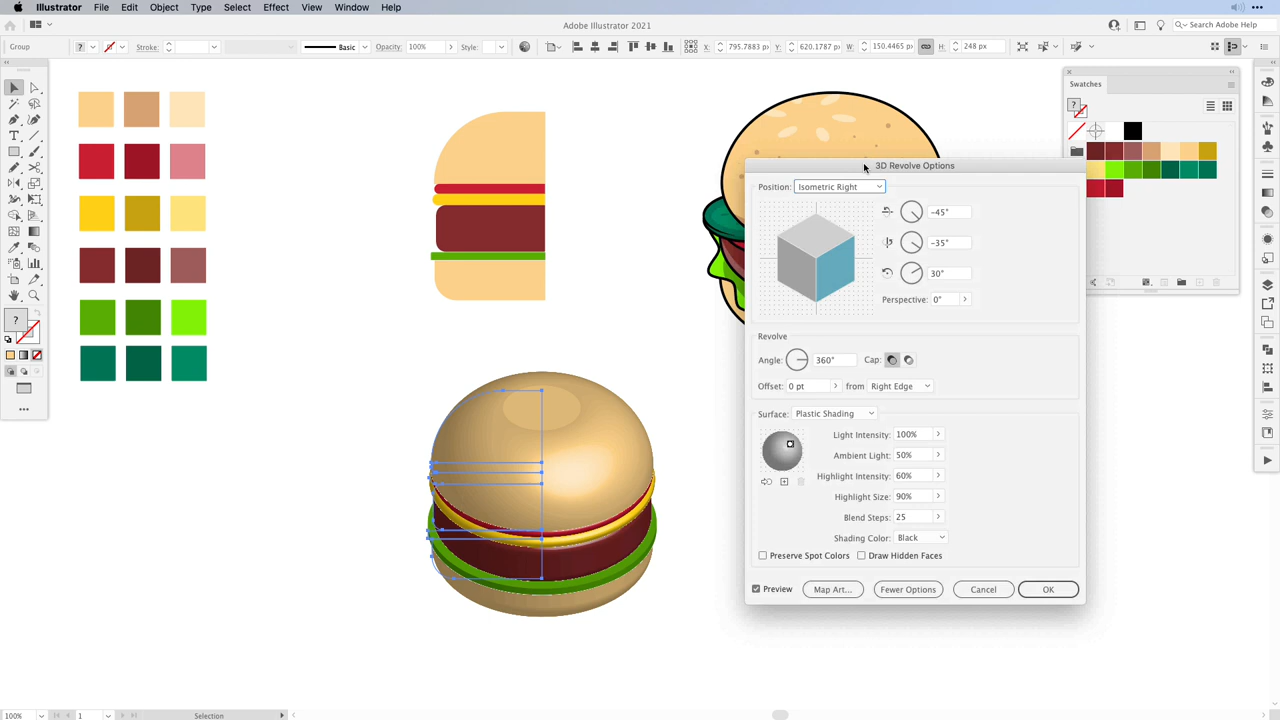 Illustrator File Edit Object Type Select Effect View Window Help
Adobe Illustrator 2021
Search Adobe Help
Group
Stroke:
Basic
Opacity: 100%
Style:
X: 795.7883 px
Y: 620.1787 px
W: 150.4465 px
H: 248 px
Swatches
3D Revolve Options
Position: Isometric Right
-45°
-35°
30°
Perspective: 0°
Revolve
Angle: 360° Cap:
Offset: 0 pt from Right Edge
Surface: Plastic Shading
Light Intensity: 100%
Ambient Light: 50%
Highlight Intensity: 60%
Highlight Size: 90%
Blend Steps: 25
Shading Color: Black
Preserve Spot Colors Draw Hidden Faces
Preview Map Art... Fewer Options Cancel OK
100% 1 Selection